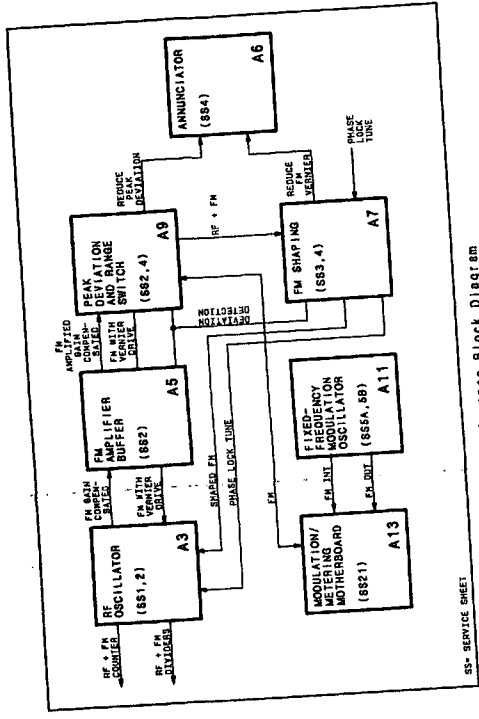 RF + FM
COUNTER
RF + FM
DIVIDERS
RF
OSCILLATOR
(SS1,2)
A3
FM GAIN
COMPEN-
SATED
FM WITH
VERNIER
DRIVE
FM
AMPLIFIER
BUFFER
(SS2)
A5
FM
AMPLIFIED
GAIN
COMPEN-
SATED
FM WITH
VERNIER
DRIVE
PEAK
DEVIATION
AND RANGE
SWITCH
(SS2,4)
A9
REDUCE
PEAK
DEVIATION
ANNUNCIATOR
(SS4)
A6
SHAPED FM
PHASE LOCK TUNE
DEVIATION
DETECTION
RF + FM
REDUCE
FM
VERNIER
FM
MODULATION/
METERING
MOTHERBOARD
(SS21)
A13
FM INT
FM OUT
FIXED-
FREQUENCY
MODULATION
OSCILLATOR
(SS5A,5B)
A11
FM SHAPING
(SS3,4)
A7
PHASE
LOCK
TUNE
SS= SERVICE SHEET
Block Diagram